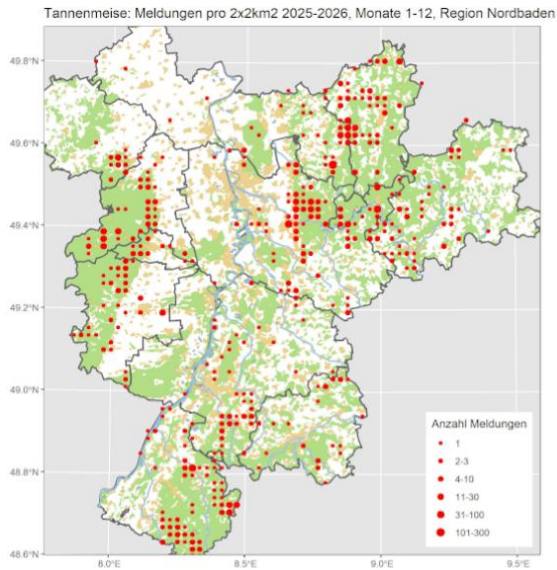 Tannenmeise: Meldungen pro 2x2km2 2025-2026, Monate 1-12, Region Nordbaden
49.8°N
49.6°N
49.4°N
49.2°N
49.0°N
48.8°N
48.6°N
Anzahl Meldungen
1
2-3
4-10
11-30
31-100
101-300
8.0°E
8.5°E
9.0°E
9.5°E